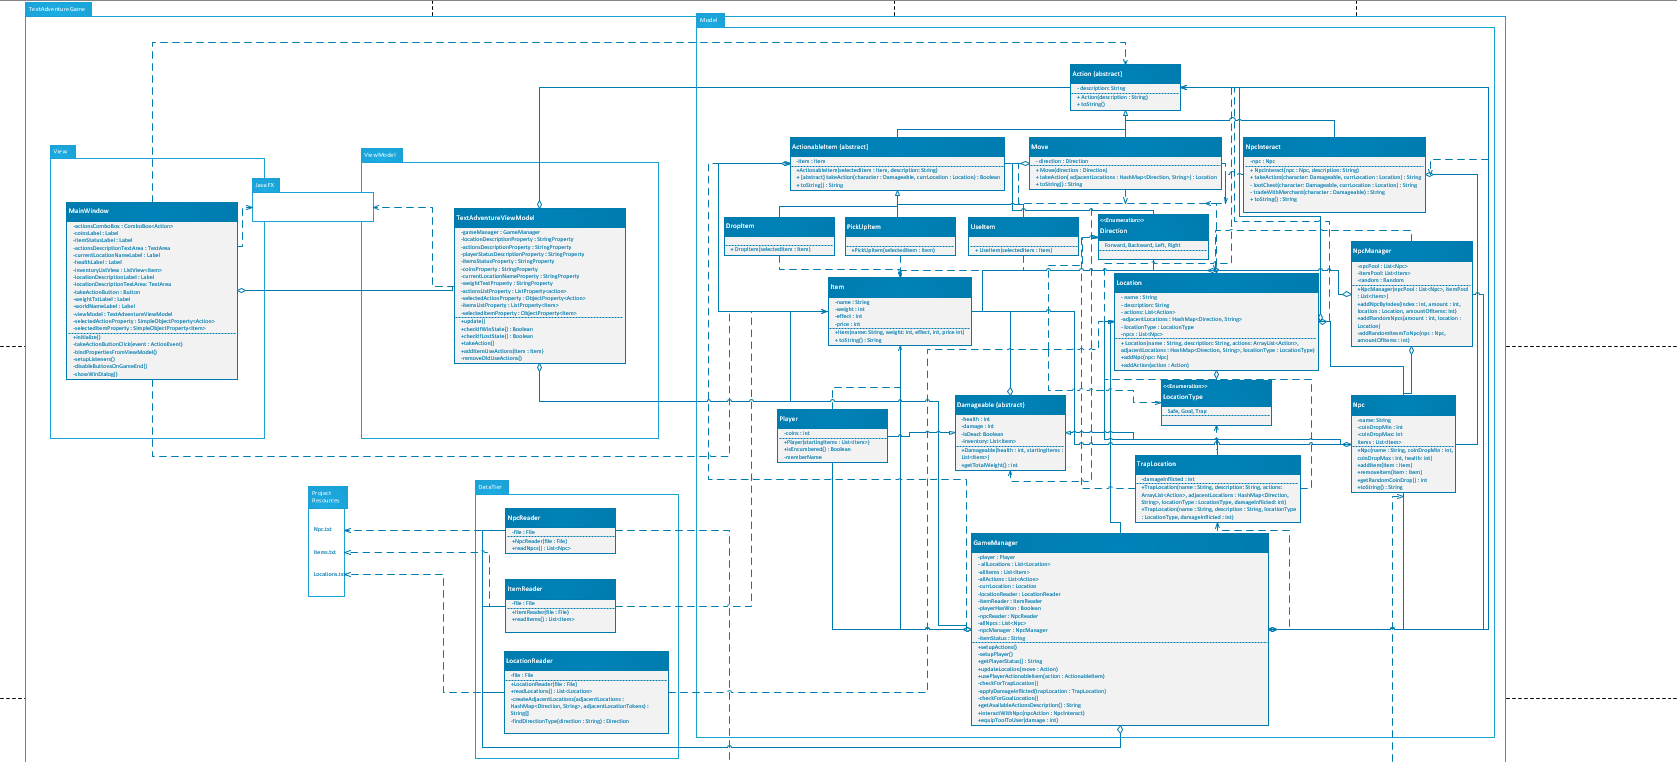 TextAdventureGame
Model
View
ViewModel
JavaFX
MainWindow
-actionsComboBox : ComboBox<Action>
-coinsLabel : Label
-itemStatusLabel : Label
-actionsDescriptionTextArea : TextArea
-currentLocationNameLabel : Label
-healthLabel : Label
-inventoryListView : ListView<Item>
-locationDescriptionLabel : Label
-locationDescriptionTextArea: TextArea
-takeActionButton : Button
-weightTxtLabel : Label
-worldNameLabel : Label
-viewModel : TextAdventureViewModel
-selectedActionProperty : SimpleObjectProperty<Action>
-selectedItemProperty : SimpleObjectProperty<Item>
+initialize()
-takeActionButtonClick(event : ActionEvent)
-bindPropertiesFromViewModel()
-setupListeners()
-disableButtonsOnGameEnd()
-showWinDialog()
TextAdventureViewModel
-gameManager : GameManager
-locationDescriptionProperty : StringProperty
-actionsDescriptionProperty : StringProperty
-playerStatusDescriptionProperty : StringProperty
-itemsStatusProperty : StringProperty
-coinsProperty : StringProperty
-currentLocationNameProperty : StringProperty
-weightTextProperty : StringProperty
-actionsListProperty : ListProperty<action>
-selectedActionProperty : ObjectProperty<Action>
-itemsListProperty : ListProperty<Item>
-selectedItemProperty : ObjectProperty<Item>
+update()
+checkIfWinState() : Boolean
+checkIfLostState() : Boolean
+takeAction()
+addItemUseActions(item : Item)
-removeOldUseActions()
Action (abstract)
- description: String
+ Action(description : String)
+ toString()
ActionableItem (abstract)
-item : Item
+ActionableItem(selectedItem : Item, description: String)
+ [abstract] takeAction(character : Damageable, currLocation : Location) : Boolean
+ toString() : String
Move
- direction : Direction
+ Move(direction : Direction)
+ takeAction( adjacentLocations : HashMap<Direction, String>) : Location
+ toString() : String
NpcInteract
-npc : Npc
+ NpcInteract(npc : Npc, description: String)
+ takeAction(character: Damageable, currLocation : Location) : String
- lootChest(character: Damageable, currLocation : Location) : String
- tradeWithMerchant(character : Damageable) : String
+ toString() : String
DropItem
+ DropItem(selectedItem : Item)
PickUpItem
+PickUpItem(selectedItem : Item)
UseItem
+ UseItem(selectedItem : Item)
<<Enumeration>>
Direction
Forward, Backward, Left, Right
NpcManager
-npcPool : List<Npc>
-itemPool: List<Item>
-random : Random
+NpcManager(npcPool : List<Npc>, itemPool
: List<Item>)
+addNpcByIndex(index : int, amount : int,
location: Location, amountOfItems: int)
+addRandomNpcs(amount : int, location :
Location)
+addRandomItemsToNpc(npc : Npc,
amountOfItems : int)
Item
-name : String
-weight : int
-effect : int
-price : int
+Item(name: String, weight: int, effect, int, price int)
+ toString() : String
Location
- name : String
- description: String
- actions: List<Action>
-adjacentLocations: HashMap<Direction, String>
- locationType : LocationType
- npcs : List<Npc>
+ Location(name : String, description: String, actions: ArrayList<Action>,
adjacentLocations : HashMap<Direction, String>, locationType : LocationType)
+addNpc(npc: Npc)
+addAction(action : Action)
<<Enumeration>>
LocationType
Safe, Goal, Trap
Player
-coins : int
+Player(startingItems : List<Item>)
+isEncumbered() : Boolean
-memberName
Damageable (abstract)
-health : int
-damage : int
-isDead: Boolean
-inventory: List<Item>
+Damageable(health : int, startingItems :
List<Item>)
+getTotalWeight() : int
Npc
-name: String
-coinDropMin : int
-coinDropMax: int
items : List<Item>
+Npc(name : String, coinDropMin : int,
coinDropMax : int, health: int)
+addItem(item : Item)
+removeItem(item : Item)
+getRandomCoinDrop() : int
+toString() : String
TrapLocation
-damageInflicted : int
+TrapLocation(name : String, description : String, actions:
ArrayList<Action>, adjacentLocations : HashMap<Direction,
String>, locationType : LocationType, damageInflicted: int)
+TrapLocation(name : String, description : String, locationType
: LocationType, damageInflicted : int)
GameManager
-player : Player
- allLocations : List<Location>
-allItems : List<Item>
-allActions : List<Action>
-currLocation : Location
-locationReader : LocationReader
-itemReader : ItemReader
-playerHasWon : Boolean
-npcReader : NpcReader
-allNpcs : List<Npc>
-npcManager : NpcManager
-itemStatus : String
+setupActions()
-setupPlayer()
+getPlayerStatus() : String
+updateLocation(move : Action)
+usePlayerActionableItem(action : ActionableItem)
-checkForTrapLocation()
-applyDamageInflicted(trapLocation : TrapLocation)
-checkForGoalLocation()
+getAvailableActionsDescription() : String
+interactWithNpc(npcAction : NpcInteract)
+equipToolToUser(damage : int)
Project
Resources
Npc.txt
Items.txt
Locations.txt
DataTier
NpcReader
-file : File
+NpcReader(file : File)
+readNpcs() : List<Npc>
ItemReader
-file : File
+ItemReader(file : File)
+readItems() : List<Item>
LocationReader
-file : File
+LocationReader(file : File)
+readLocations() : List<Location>
-createAdjacentLocations(adjacentLocations :
HashMap<Direction, String>, adjacentLocationTokens) :
String[]
-findDirectionType(direction : String) : Direction